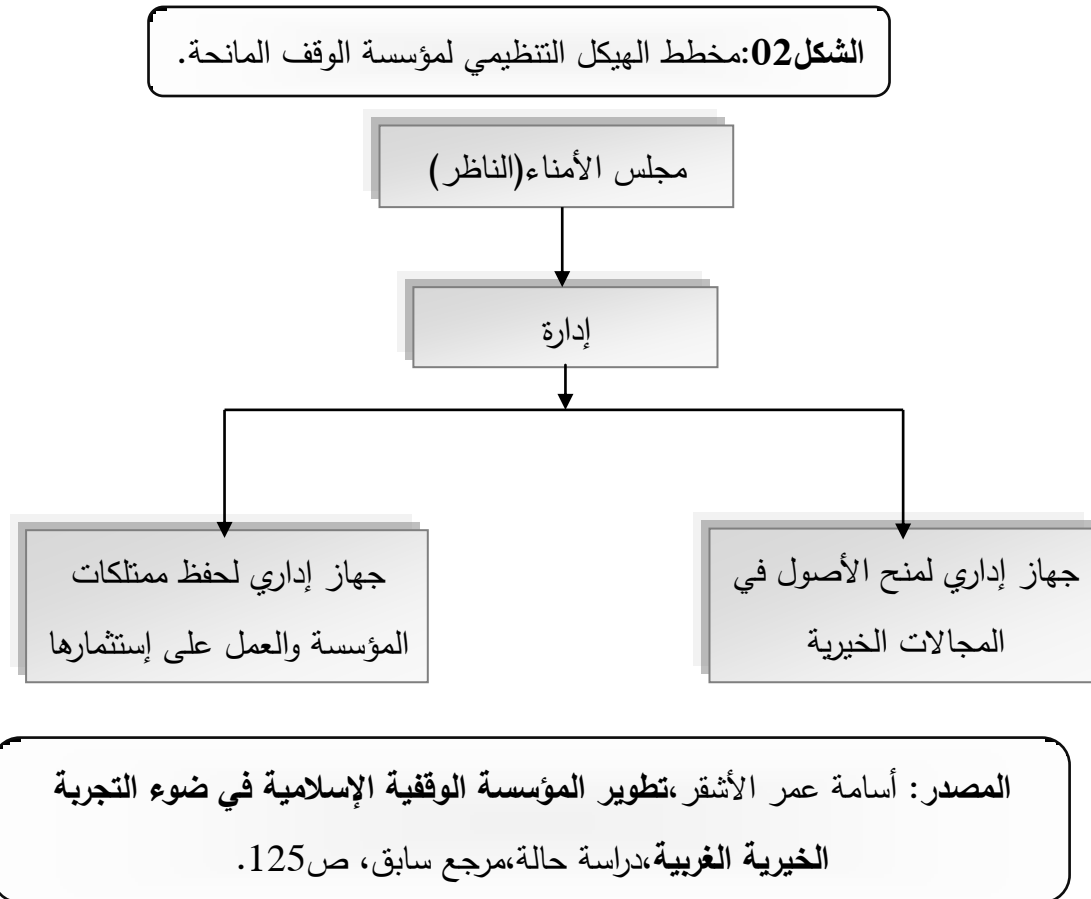 الشكل02:مخطط الهيكل التنظيمي لمؤسسة الوقف المانحة.
مجلس الأمناء(الناظر)
إدارة
جهاز إداري لمنح الأصول في
المجالات الخيرية
جهاز إداري لحفظ ممتلكات
المؤسسة والعمل على إستثمارها
المصدر: أسامة عمر الأشقر،تطوير المؤسسة الوقفية الإسلامية في ضوء التجربة
الخيرية الغربية،دراسة حالة،مرجع سابق، ص125.